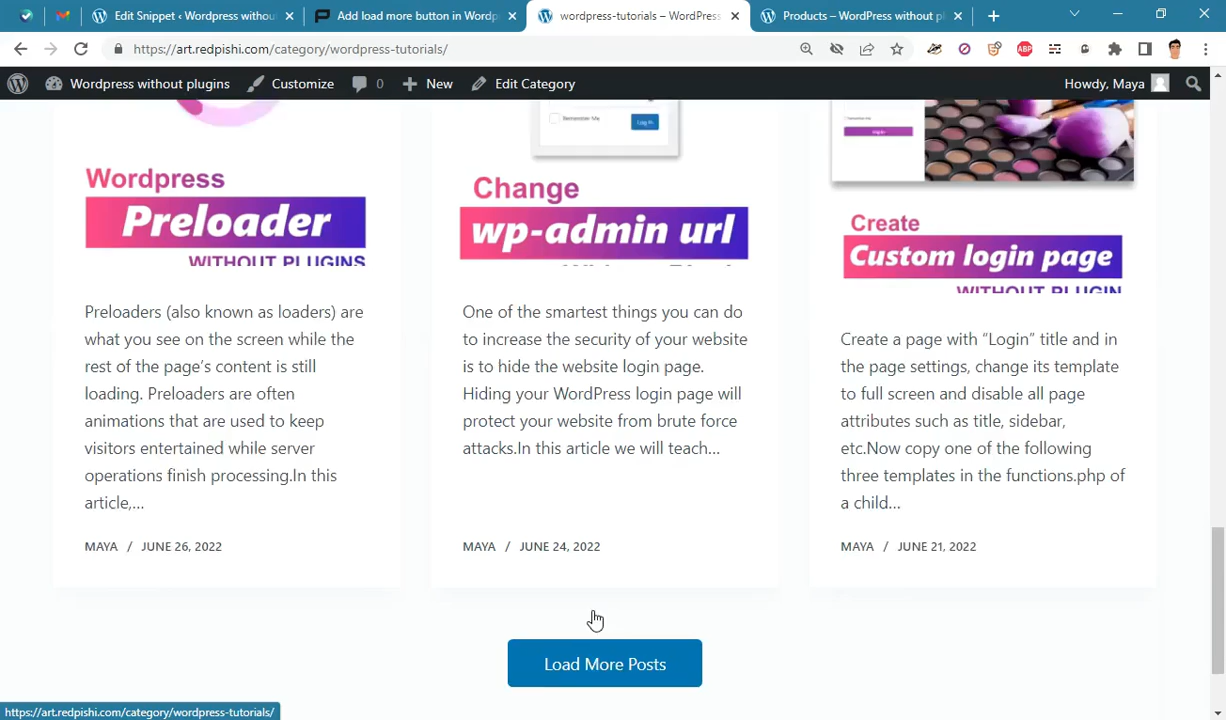 Edit Snippet ‹ Wordpress withou
Add load more button in Wordp
wordpress-tutorials – WordPress
Products – WordPress without pl
https://art.redpishi.com/category/wordpress-tutorials/
ABP
Wordpress without plugins
Customize
0
New
Edit Category
Howdy, Maya
Wordpress
Preloader
WITHOUT PLUGINS
Preloaders (also known as loaders) are
what you see on the screen while the
rest of the page’s content is still
loading. Preloaders are often
animations that are used to keep
visitors entertained while server
operations finish processing.In this
article,…
MAYA / JUNE 26, 2022
Remember Me
Log In
Change
wp-admin url
One of the smartest things you can do
to increase the security of your website
is to hide the website login page.
Hiding your WordPress login page will
protect your website from brute force
attacks.In this article we will teach…
MAYA / JUNE 24, 2022
Create
Custom login page
WITHOUT PLUGIN
Create a page with “Login” title and in
the page settings, change its template
to full screen and disable all page
attributes such as title, sidebar,
etc.Now copy one of the following
three templates in the functions.php of
a child…
MAYA / JUNE 21, 2022
Load More Posts
https://art.redpishi.com/category/wordpress-tutorials/